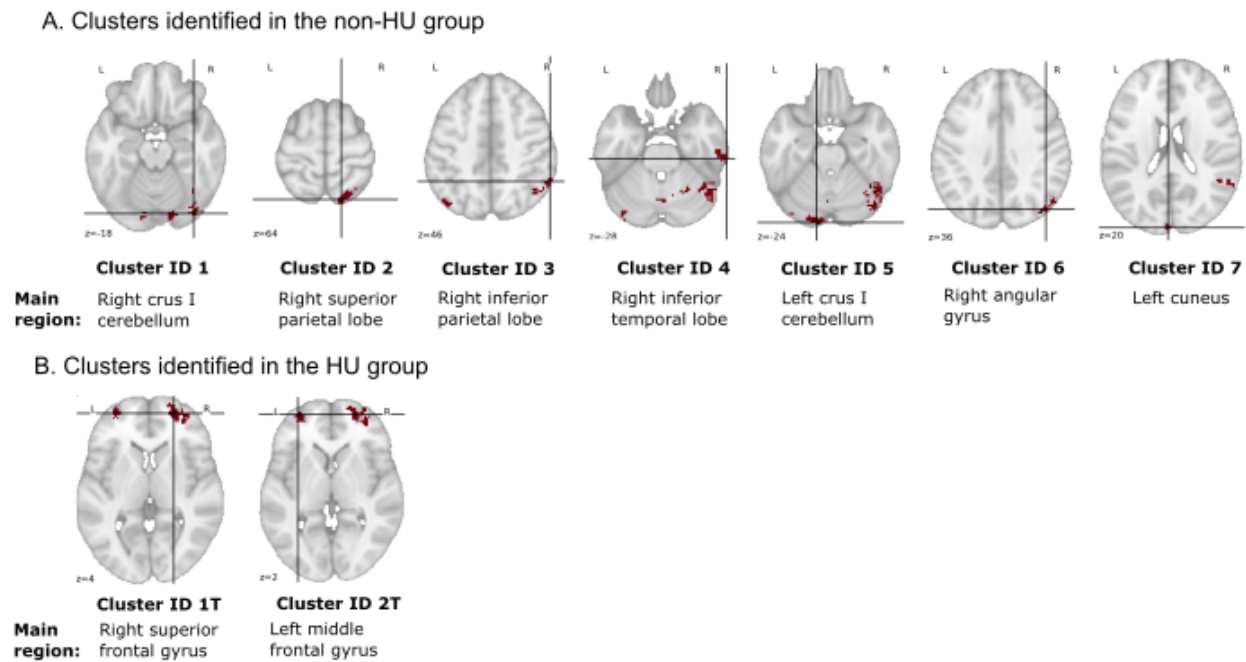 A. Clusters identified in the non-HU group
L R L R L R L R L R L R L R
z=-18 z=64 z=46 z=-28 z=-24 z=36 z=20
Cluster ID 1 Cluster ID 2 Cluster ID 3 Cluster ID 4 Cluster ID 5 Cluster ID 6 Cluster ID 7
Main Right crus I Right superior Right inferior Right inferior Left crus I Right angular Left cuneus
region: cerebellum parietal lobe parietal lobe temporal lobe cerebellum gyrus
B. Clusters identified in the HU group
L R L R
z=4 z=2
Cluster ID 1T Cluster ID 2T
Main Right superior Left middle
region: frontal gyrus frontal gyrus